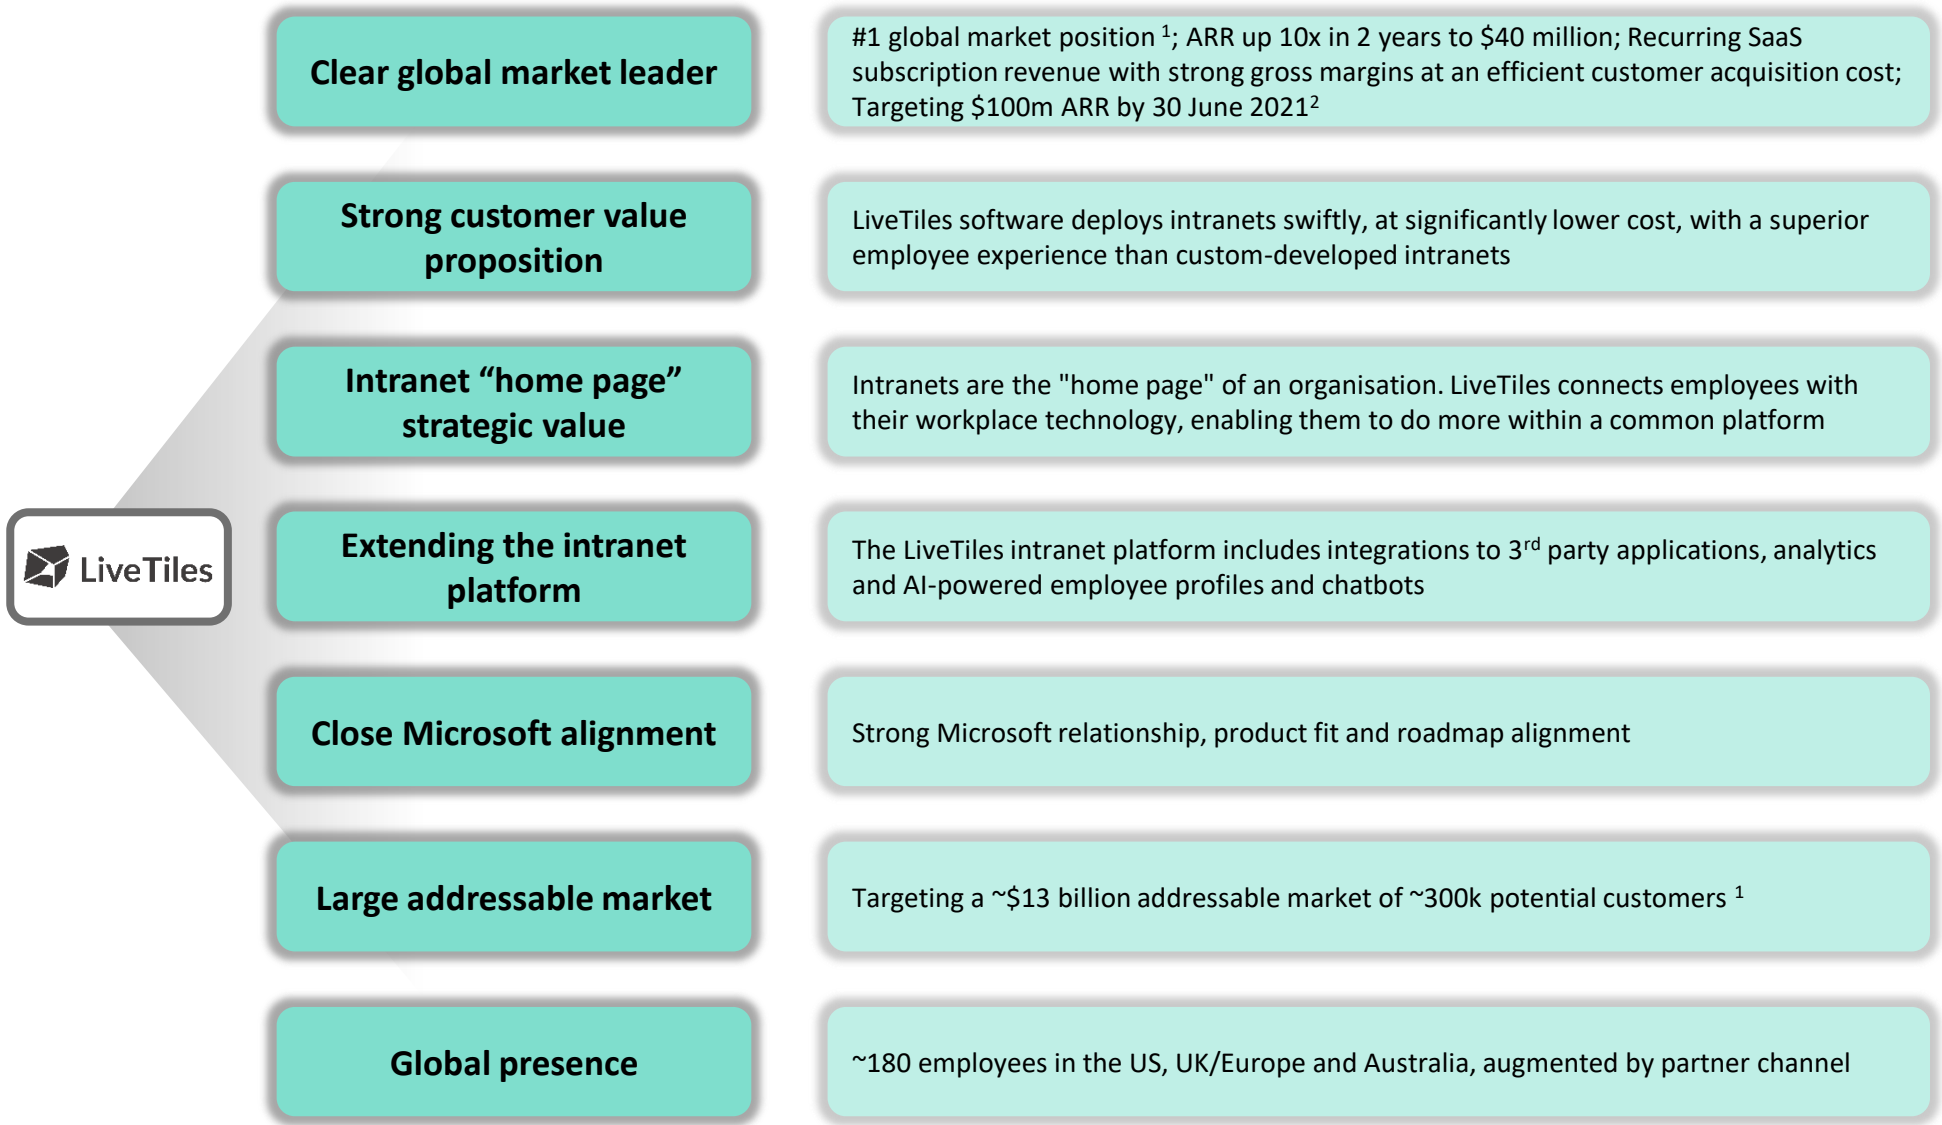 Clear global market leader
#1 global market position ¹; ARR up 10x in 2 years to $40 million; Recurring SaaS
subscription revenue with strong gross margins at an efficient customer acquisition cost;
Targeting $100m ARR by 30 June 2021²
Strong customer value
proposition
LiveTiles software deploys intranets swiftly, at significantly lower cost, with a superior
employee experience than custom-developed intranets
Intranet “home page”
strategic value
Intranets are the "home page" of an organisation. LiveTiles connects employees with
their workplace technology, enabling them to do more within a common platform
LiveTiles
Extending the intranet
platform
The LiveTiles intranet platform includes integrations to 3rd party applications, analytics
and AI-powered employee profiles and chatbots
Close Microsoft alignment
Strong Microsoft relationship, product fit and roadmap alignment
Large addressable market
Targeting a ~$13 billion addressable market of ~300k potential customers ¹
Global presence
~180 employees in the US, UK/Europe and Australia, augmented by partner channel